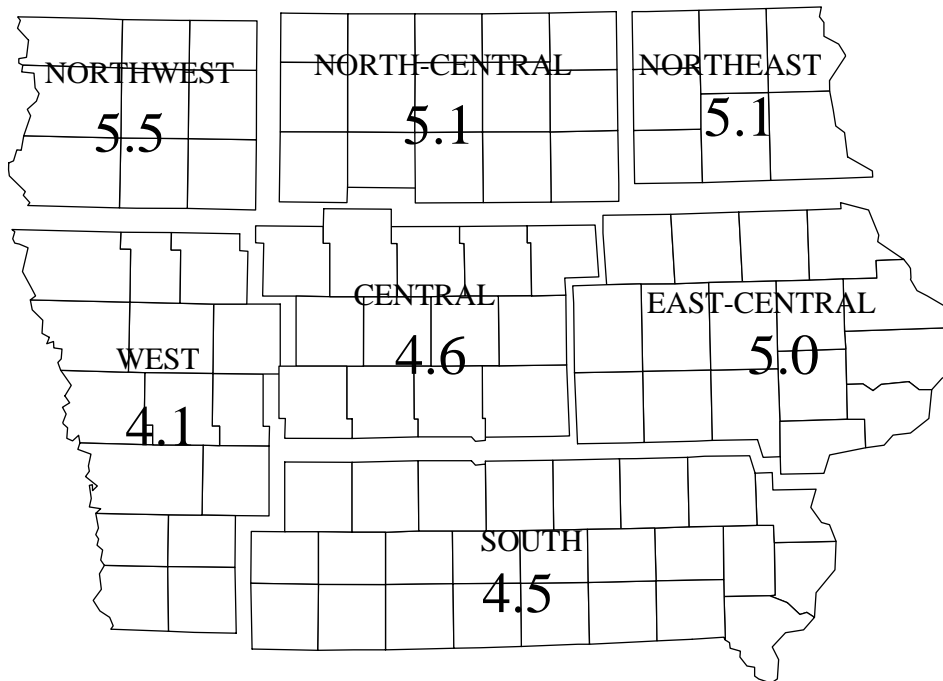 NORTHWEST
5.5
NORTH-CENTRAL
5.1
NORTHEAST
5.1
WEST
4.1
CENTRAL
4.6
EAST-CENTRAL
5.0
SOUTH
4.5